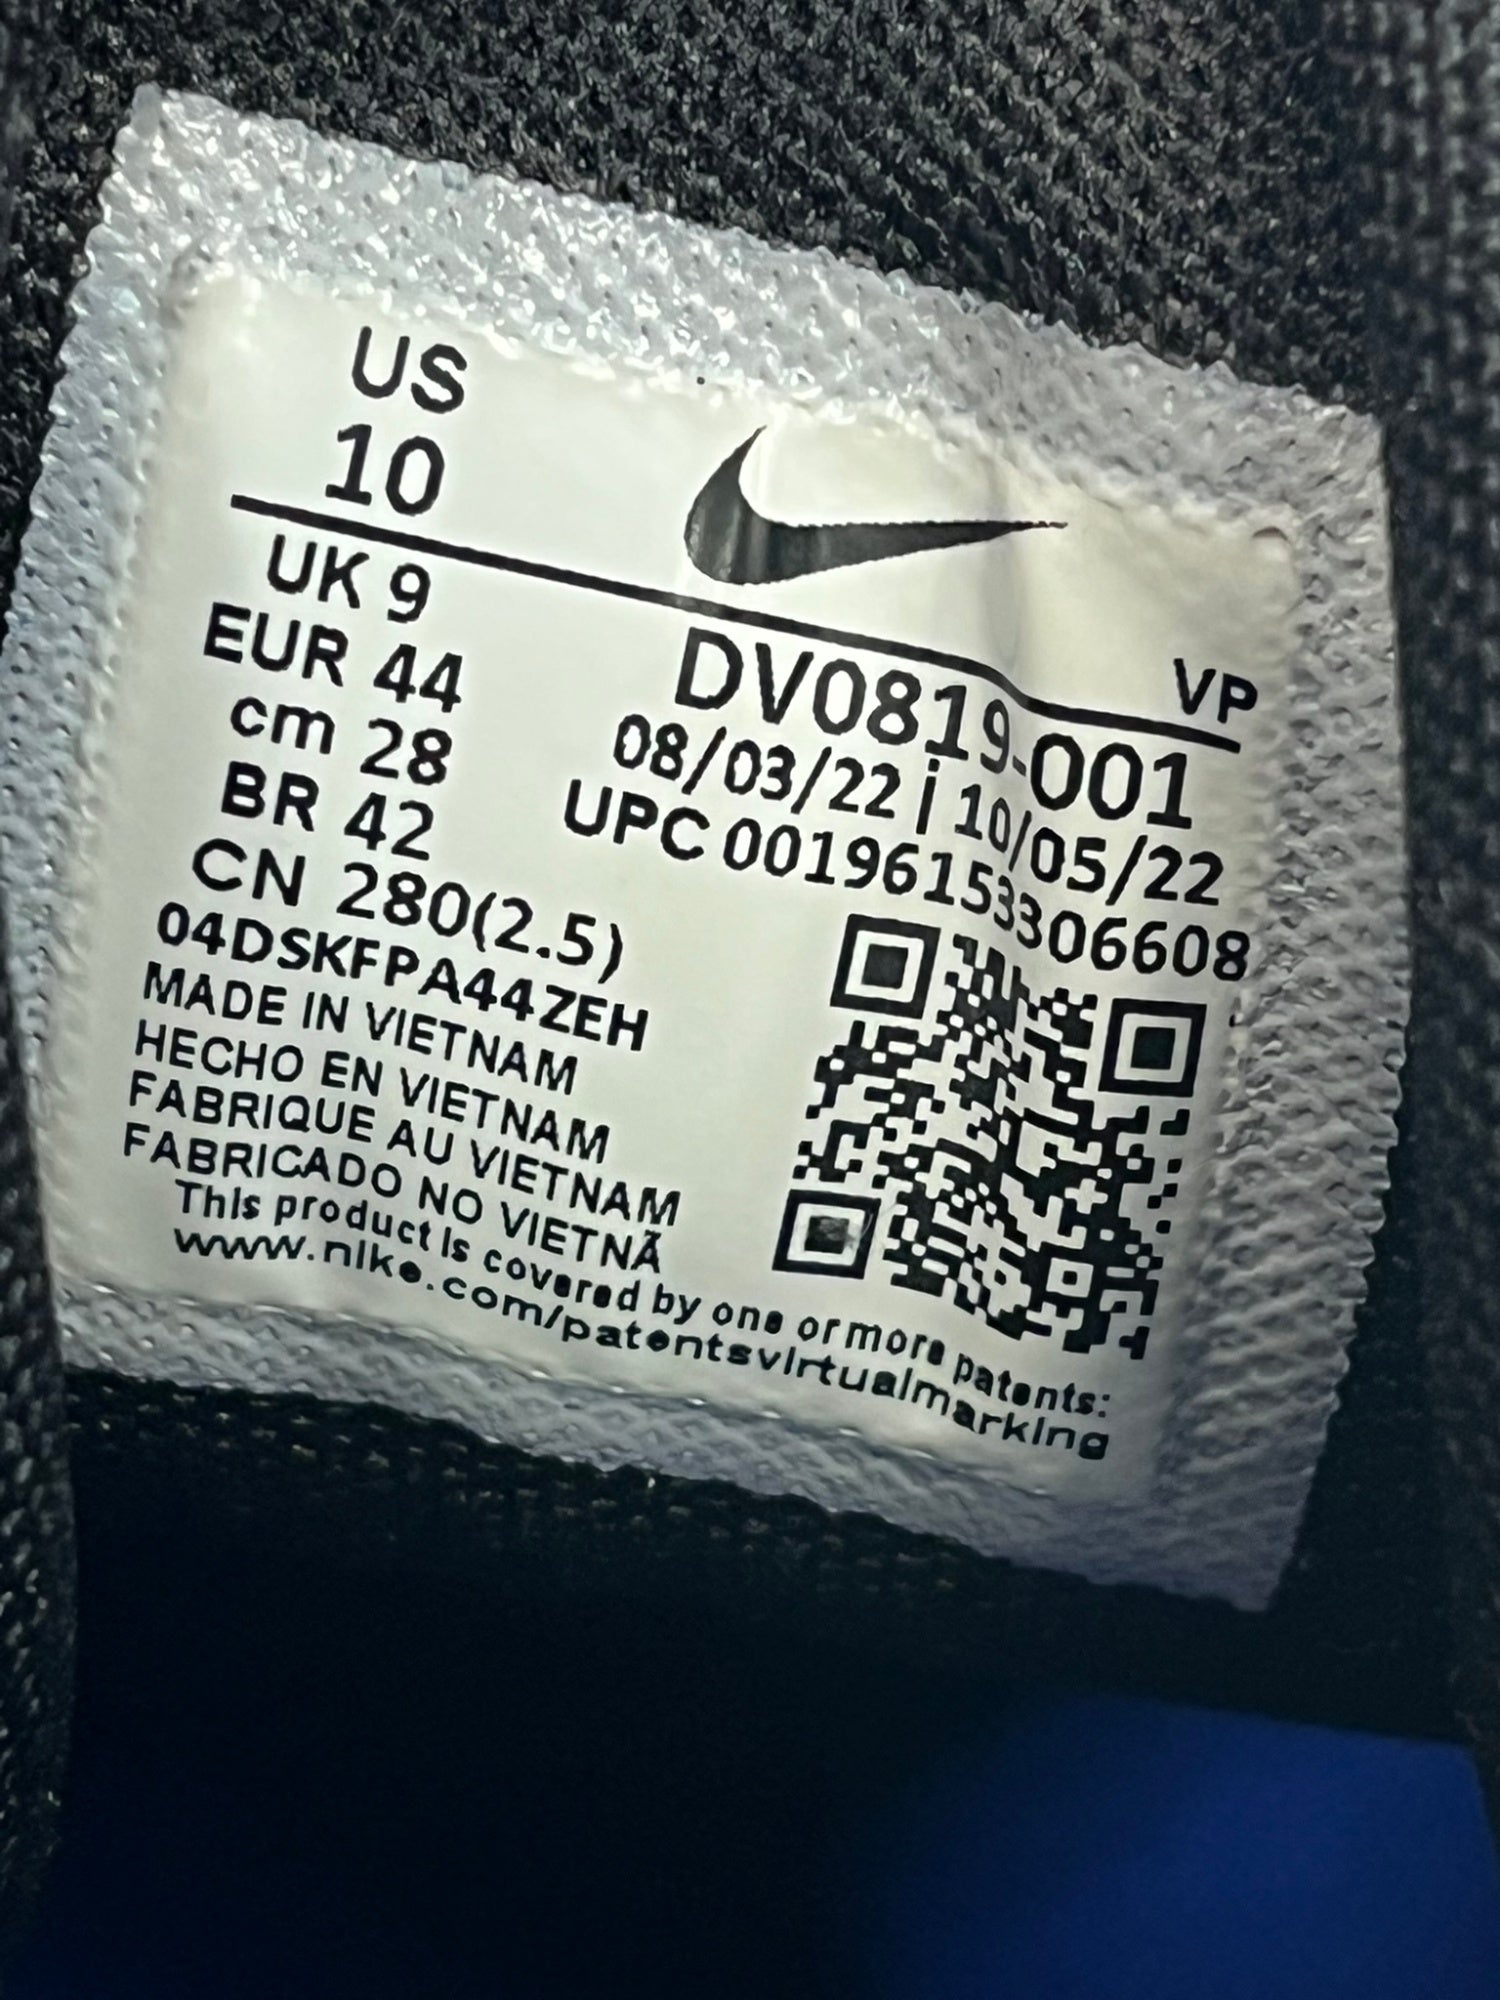 US
10
VP
UK 9
EUR 44
cm 28
BR 42
CN 280(2.5)
DV0819-001
08/03/22 | 10/05/22
UPC 00196153306608
04DSKFPA44ZEH
MADE IN VIETNAM
HECHO EN VIETNAM
FABRIQUE AU VIETNAM
FABRICADO NO VIETNÃ
This product is covered by one or more patents:
www.nike.com/patentsvirtualmarking